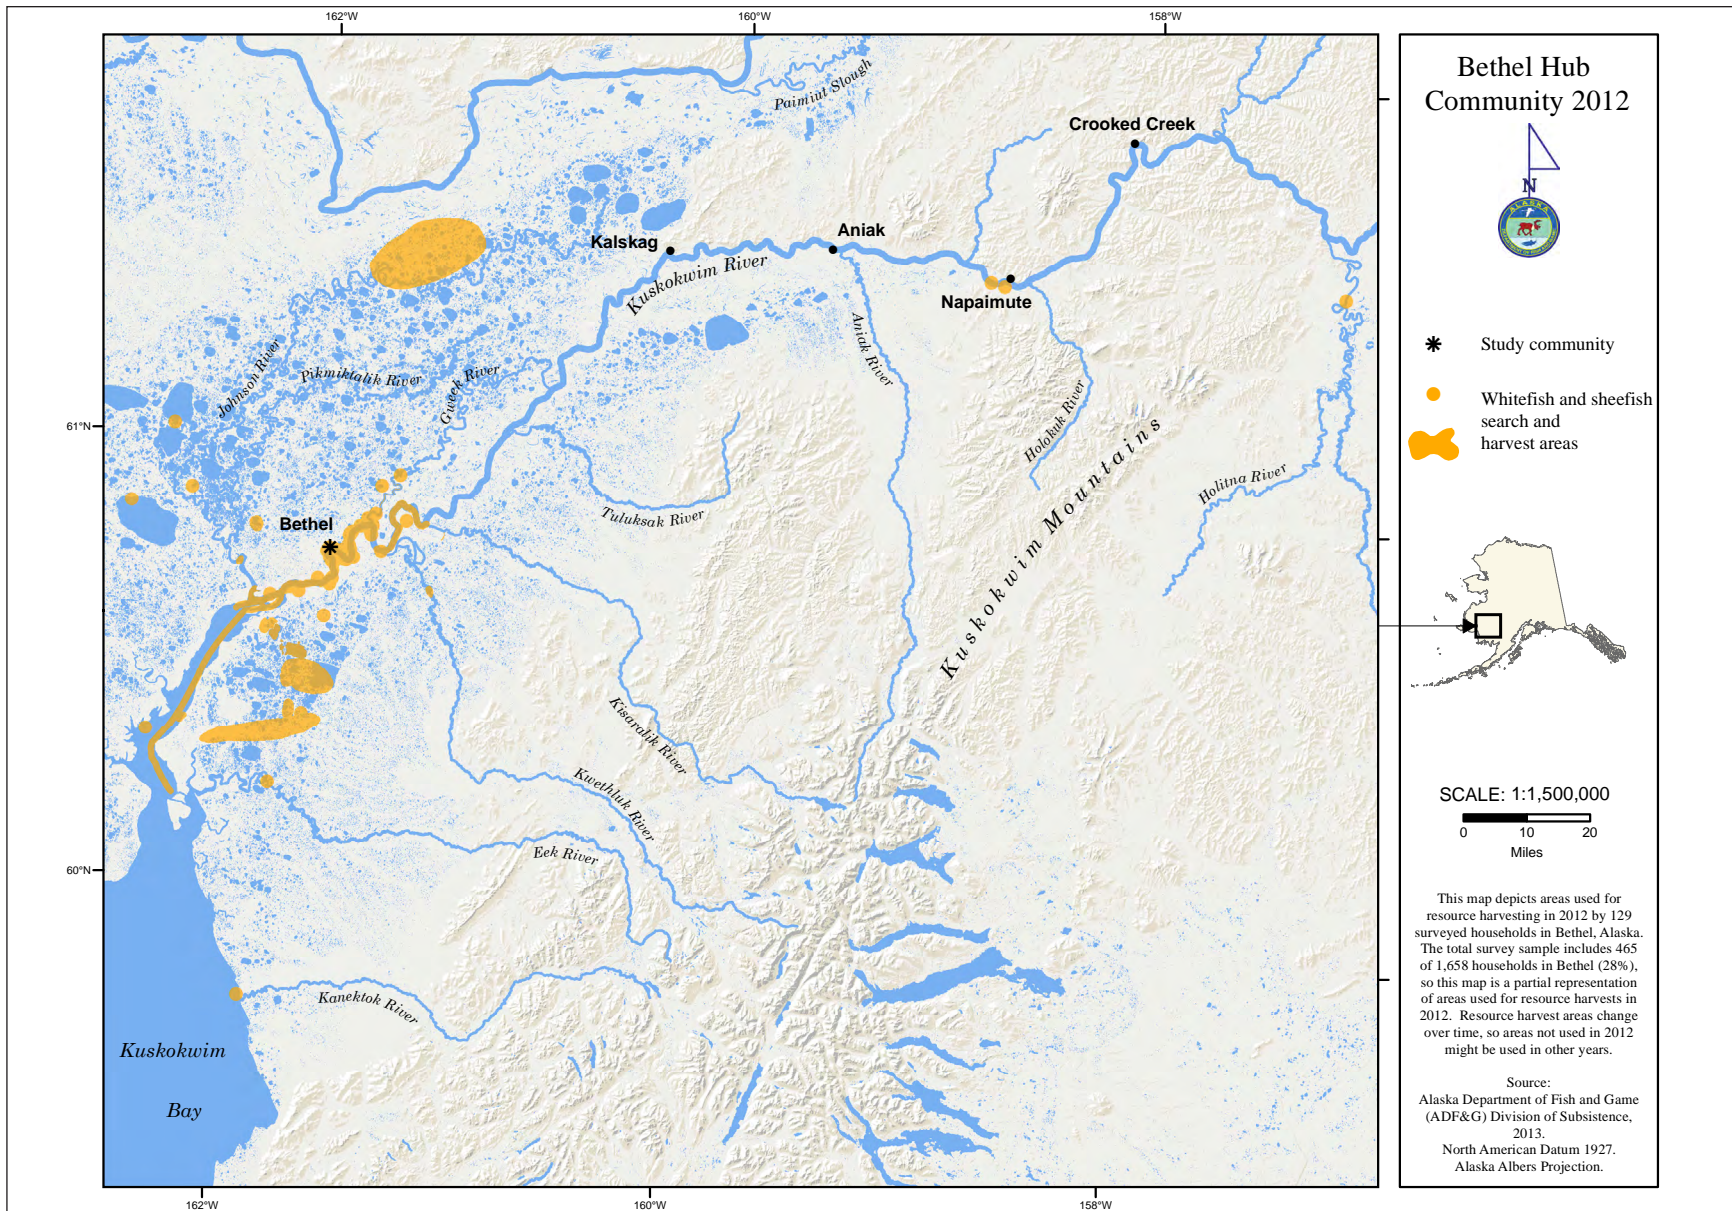 162°W
160°W
158°W
Paimiut Slough
Crooked Creek
Aniak
Kalskag
Kuskokwim River
Napaimute
Aniak River
Johnson River
Pikmiktalik River
Gweek River
Holokuk River
61°N
Kuskokwim Mountains
Holitna River
Tuluksak River
Bethel
Kisaralik River
Kwethluk River
Eek River
60°N
Kanektok River
Kuskokwim
Bay
162°W
160°W
158°W
Bethel Hub
Community 2012
N
ALASKA
Study community
Whitefish and sheefish
search and
harvest areas
SCALE: 1:1,500,000
0 10 20
Miles
This map depicts areas used for
resource harvesting in 2012 by 129
surveyed households in Bethel, Alaska.
The total survey sample includes 465
of 1,658 households in Bethel (28%),
so this map is a partial representation
of areas used for resource harvests in
2012. Resource harvest areas change
over time, so areas not used in 2012
might be used in other years.
Source:
Alaska Department of Fish and Game
(ADF&G) Division of Subsistence,
2013.
North American Datum 1927.
Alaska Albers Projection.